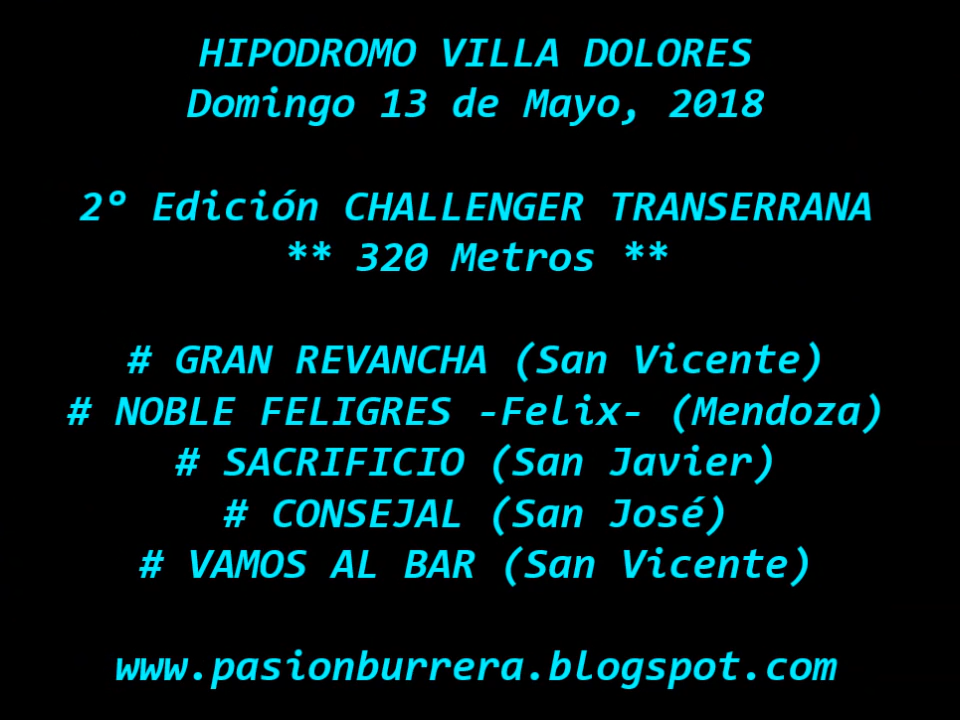 HIPODROMO VILLA DOLORES
Domingo 13 de Mayo, 2018
2° Edición CHALLENGER TRANSERRANA
** 320 Metros **
# GRAN REVANCHA (San Vicente)
# NOBLE FELIGRES -Felix- (Mendoza)
# SACRIFICIO (San Javier)
# CONSEJAL (San José)
# VAMOS AL BAR (San Vicente)
www.pasionburrera.blogspot.com